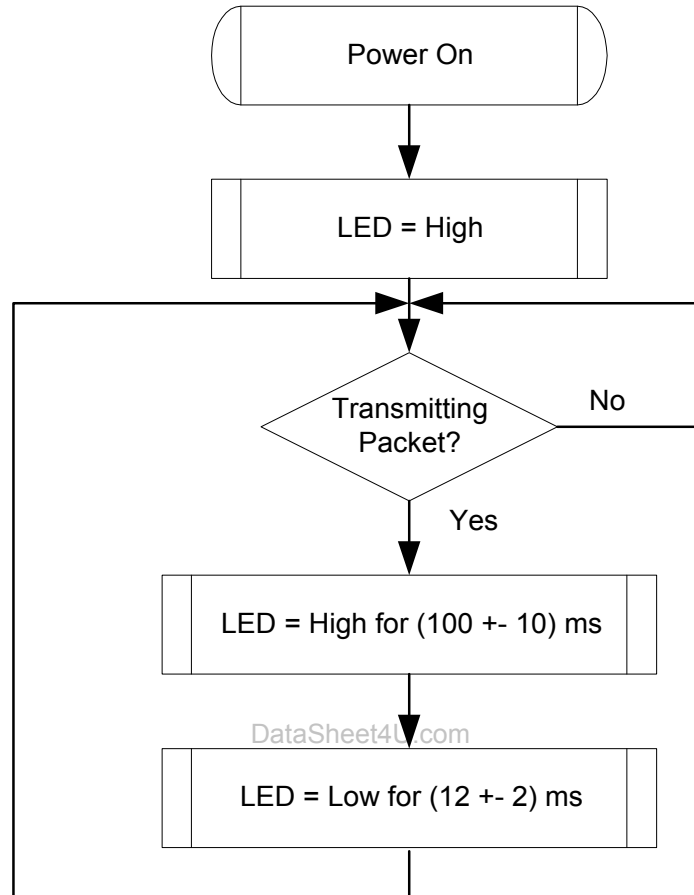 Power On
LED = High
Transmitting
Packet?
No
Yes
LED = High for (100 +- 10) ms
DataSheet4U.com
LED = Low for (12 +- 2) ms